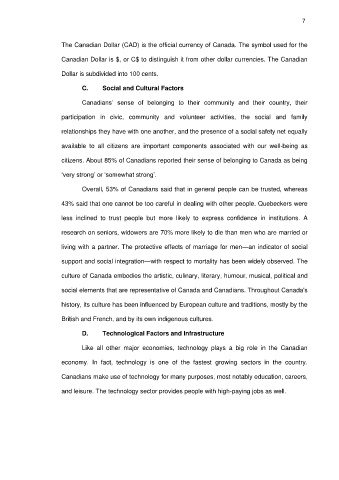 7
The Canadian Dollar (CAD) is the official currency of Canada. The symbol used for the
Canadian Dollar is $, or C$ to distinguish it from other dollar currencies. The Canadian
Dollar is subdivided into 100 cents.
C. Social and Cultural Factors
Canadians' sense of belonging to their community and their country, their
participation in civic, community and volunteer activities, the social and family
relationships they have with one another, and the presence of a social safety net equally
available to all citizens are important components associated with our well-being as
citizens. About 85% of Canadians reported their sense of belonging to Canada as being
'very strong' or 'somewhat strong'.
Overall, 53% of Canadians said that in general people can be trusted, whereas
43% said that one cannot be too careful in dealing with other people. Quebeckers were
less inclined to trust people but more likely to express confidence in institutions. A
research on seniors, widowers are 70% more likely to die than men who are married or
living with a partner. The protective effects of marriage for men—an indicator of social
support and social integration—with respect to mortality has been widely observed. The
culture of Canada embodies the artistic, culinary, literary, humour, musical, political and
social elements that are representative of Canada and Canadians. Throughout Canada's
history, its culture has been influenced by European culture and traditions, mostly by the
British and French, and by its own indigenous cultures.
D. Technological Factors and Infrastructure
Like all other major economies, technology plays a big role in the Canadian
economy. In fact, technology is one of the fastest growing sectors in the country.
Canadians make use of technology for many purposes, most notably education, careers,
and leisure. The technology sector provides people with high-paying jobs as well.